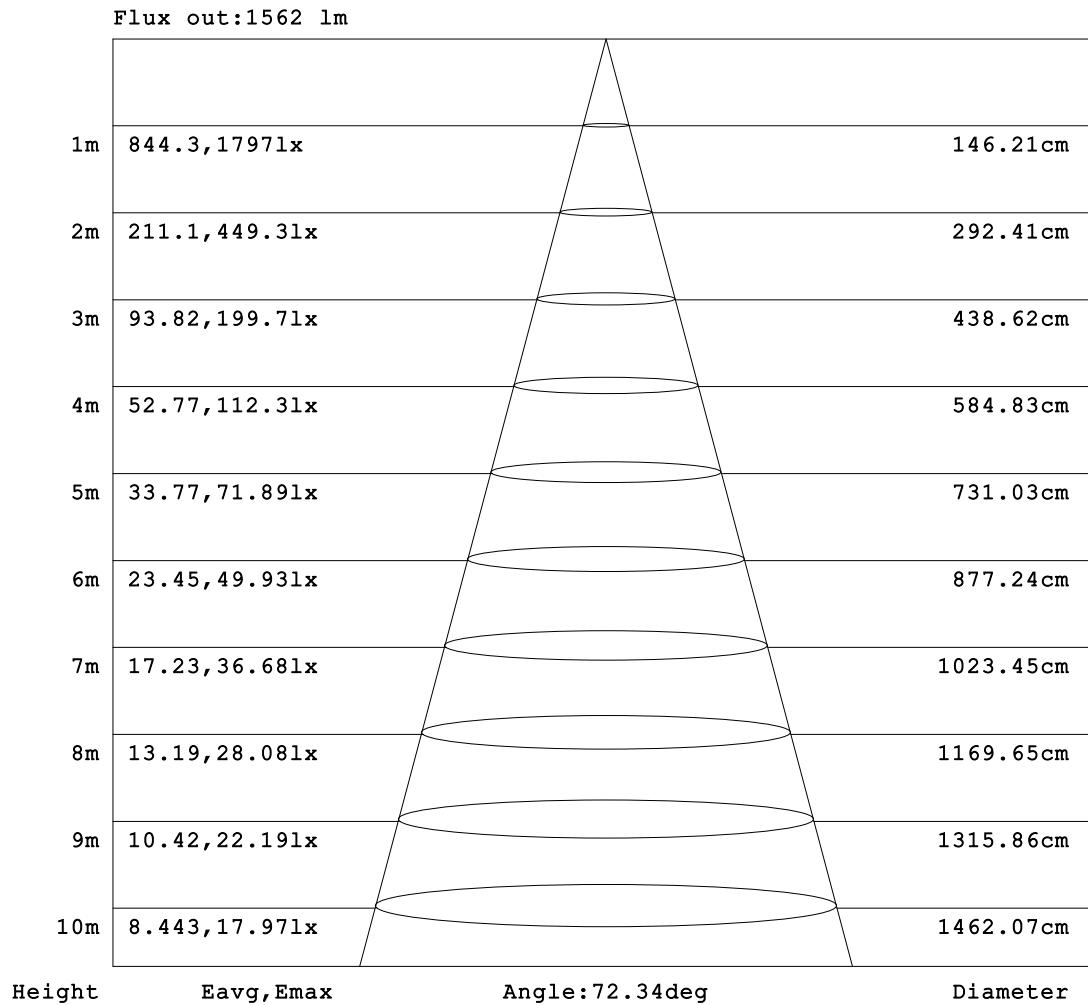 Flux out:1562 lm
1m 844.3,1797lx 146.21cm
2m 211.1,449.3lx 292.41cm
3m 93.82,199.7lx 438.62cm
4m 52.77,112.3lx 584.83cm
5m 33.77,71.89lx 731.03cm
6m 23.45,49.93lx 877.24cm
7m 17.23,36.68lx 1023.45cm
8m 13.19,28.08lx 1169.65cm
9m 10.42,22.19lx 1315.86cm
10m 8.443,17.97lx 1462.07cm
Height Eavg,Emax Angle:72.34deg Diameter